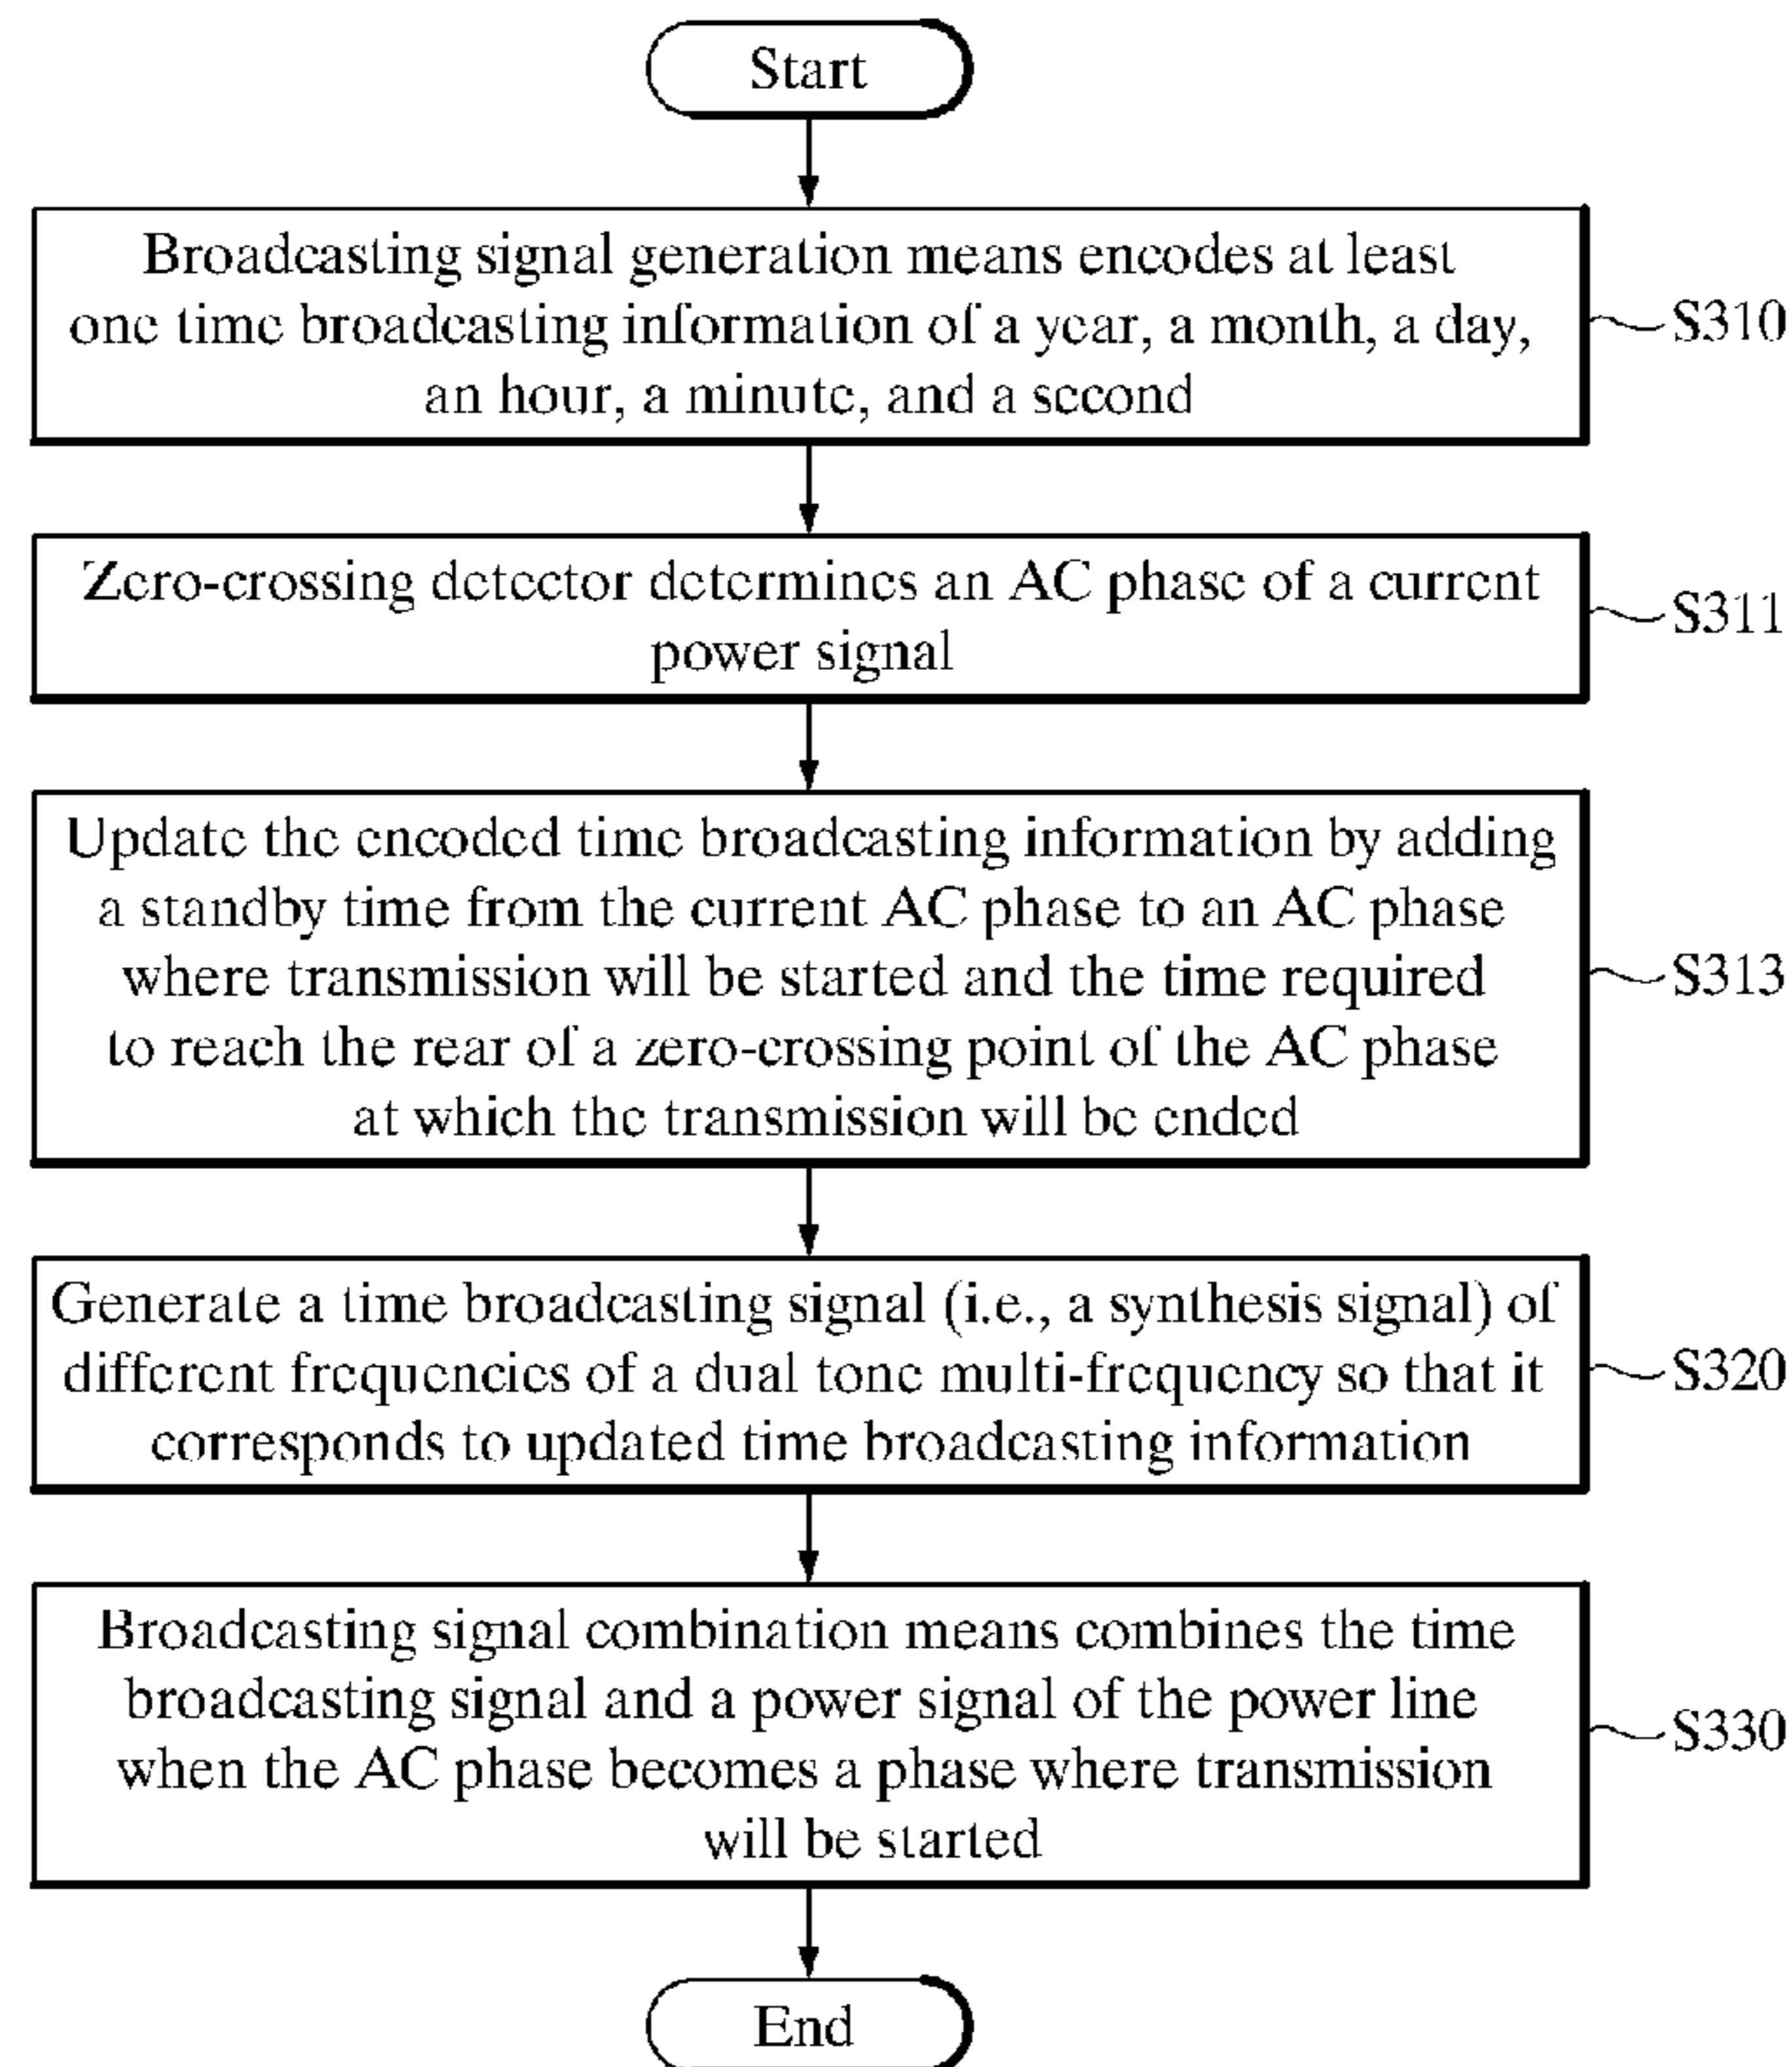 Start
Broadcasting signal generation means encodes at least
one time broadcasting information of a year, a month, a day,
an hour, a minute, and a second
S310
Zero-crossing detector determines an AC phase of a current
power signal
S311
Update the encoded time broadcasting information by adding
a standby time from the current AC phase to an AC phase
where transmission will be started and the time required
to reach the rear of a zero-crossing point of the AC phase
at which the transmission will be ended
S313
Generate a time broadcasting signal (i.e., a synthesis signal) of
different frequencies of a dual tone multi-frequency so that it
corresponds to updated time broadcasting information
S320
Broadcasting signal combination means combines the time
broadcasting signal and a power signal of the power line
when the AC phase becomes a phase where transmission
will be started
S330
End